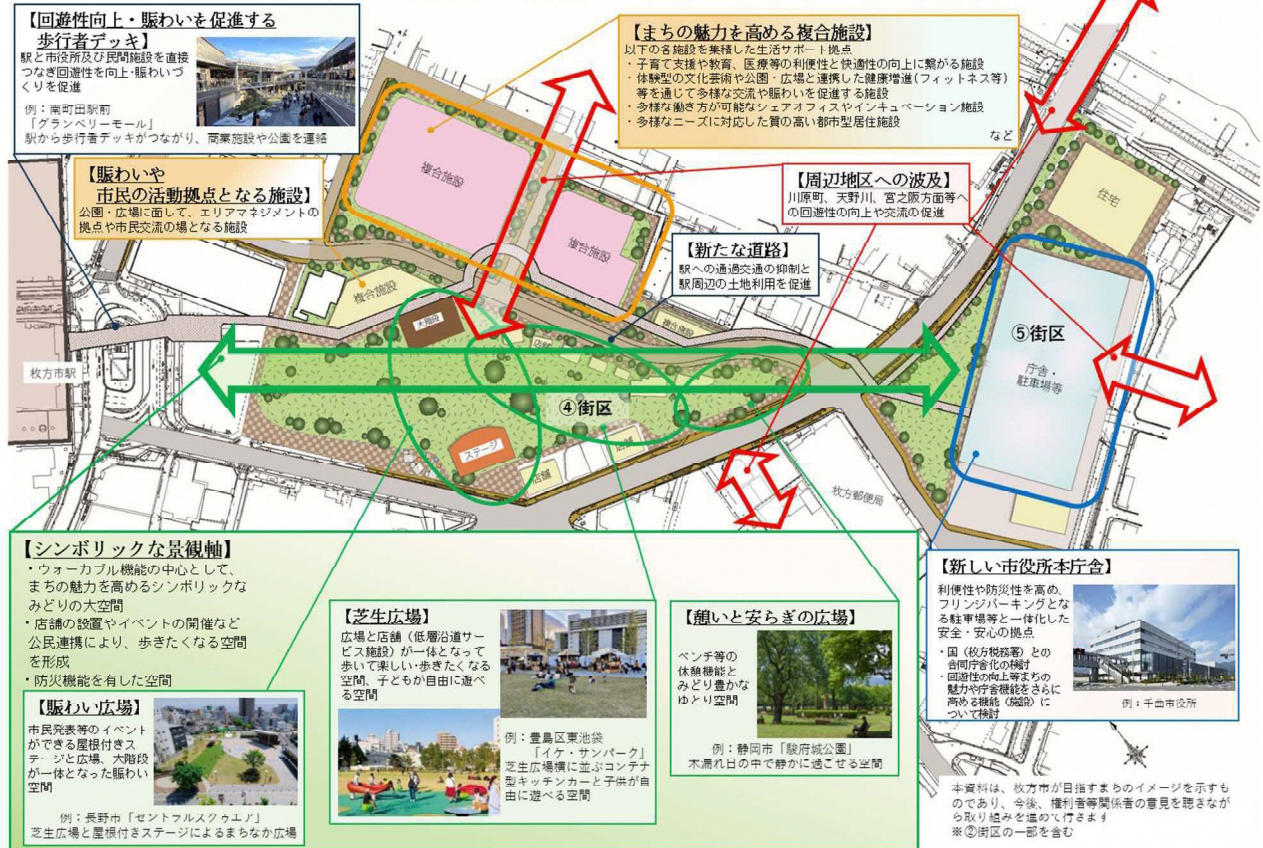 【回遊性向上・賑わいを促進する
歩行者デッキ】
駅と市役所及び民間施設を直接
つなぎ回遊性を向上・賑わいづ
くりを促進
例：南町田駅前
「グランベリーモール」
駅から歩行者デッキがつながり、商業施設や公園を連絡
【まちの魅力を高める複合施設】
以下の各施設を集積した生活サポート拠点
・子育て支援や教育、医療等の利便性と快適性の向上に繋がる施設
・体験型の文化芸術や公園・広場と連携した健康増進(フィットネス等)
等を通じて多様な交流や賑わいを促進する施設
・多様な働き方が可能なシェアオフィスやインキュベーション施設
・多様なニーズに対応した質の高い都市型居住施設
など
【賑わいや
市民の活動拠点となる施設】
公園・広場に面して、エリアマネジメントの
拠点や市民交流の場となる施設
【周辺地区への波及】
川原町、天野川、宮之阪方面等へ
の回遊性の向上や交流の促進
【新たな道路】
駅への通過交通の抑制と
駅周辺の土地利用を促進
複合施設
複合施設
複合施設
複合施設
住宅
大階段
店舗
枚方市駅
④街区
⑤街区
庁舎・
駐車場等
ステージ
店舗
店舗
枚方郵便局
【シンボリックな景観軸】
・ウォーカブル機能の中心として、
まちの魅力を高めるシンボリックな
みどりの大空間
・店舗の設置やイベントの開催など
公民連携により、歩きたくなる空間
を形成
・防災機能を有した空間
【賑わい広場】
市民発表等のイベント
ができる屋根付きス
テージと広場、大階段
が一体となった賑わい
空間
例：長野市「セントラルスクゥエア」
芝生広場と屋根付きステージによるまちなか広場
【芝生広場】
広場と店舗（低層沿道サー
ビス施設）が一体となって
歩いて楽しい・歩きたくなる
空間、子どもが自由に遊べ
る空間
例：豊島区東池袋
「イケ・サンパーク」
芝生広場横に並ぶコンテナ
型キッチンカーと子供が自
由に遊べる空間
【憩いと安らぎの広場】
ベンチ等の
休憩機能と
みどり豊かな
ゆとり空間
例：静岡市「駿府城公園」
木漏れ日の中で静かに過こせる空間
【新しい市役所本庁舎】
利便性や防災性を高め、
フリンジパーキングとな
る駐車場等と一体化した
安全・安心の拠点
・国（枚方税務署）との
合同庁舎化の検討
・回遊性の向上等まちの
魅力や庁舎機能をさらに
高める機能（施設）に
ついて検討
例：千曲市役所
本資料は、枚方市が目指すまちのイメージを示すも
のであり、今後、権利者等関係者の意見を聴きなが
ら取り組みを進めて行きます
※②街区の一部を含む